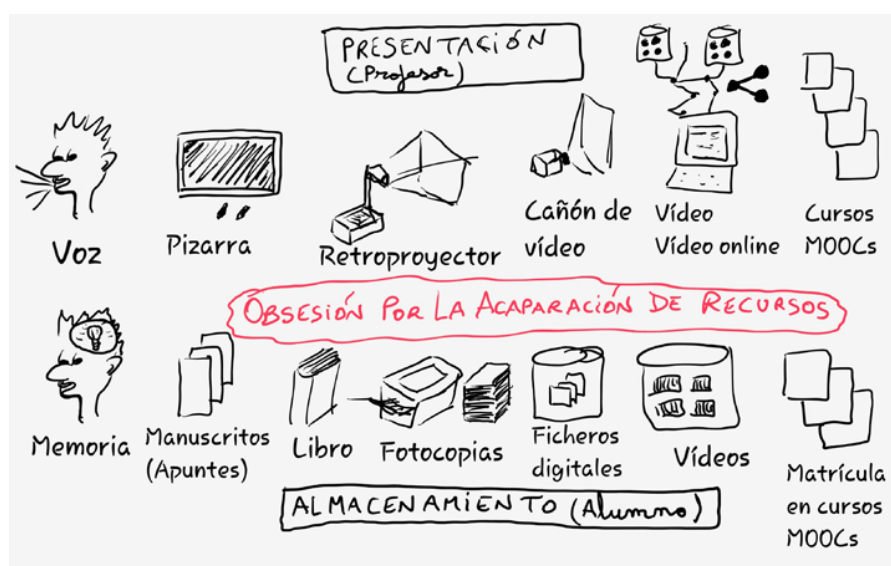 PRESENTACIÓN
(Profesor)
Voz
Pizarra
Retroproyector
Cañón de
vídeo
Vídeo
Vídeo online
Cursos
MOOCs
OBSESIÓN POR LA ACAPARACIÓN DE RECURSOS
Memoria
Manuscritos
(Apuntes)
Libro
Fotocopias
Ficheros
digitales
Vídeos
Matrícula
en cursos
MOOCs
ALMACENAMIENTO (Alumno)